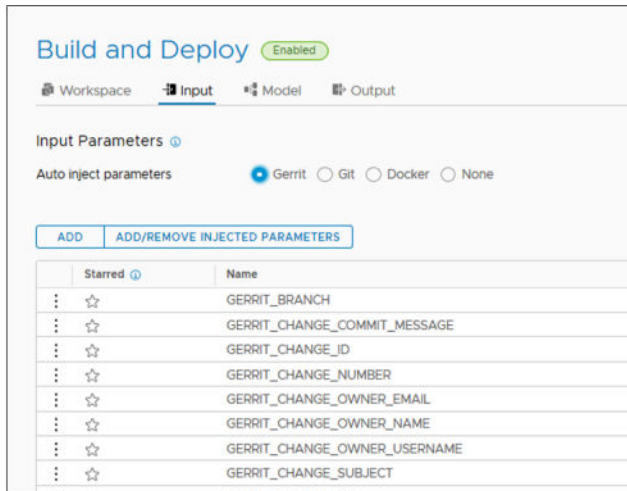 Build and Deploy Enabled
Workspace Input Model Output
Input Parameters
Auto inject parameters Gerrit Git Docker None
ADD ADD/REMOVE INJECTED PARAMETERS
Starred Name
GERRIT_BRANCH
GERRIT_CHANGE_COMMIT_MESSAGE
GERRIT_CHANGE_ID
GERRIT_CHANGE_NUMBER
GERRIT_CHANGE_OWNER_EMAIL
GERRIT_CHANGE_OWNER_NAME
GERRIT_CHANGE_OWNER_USERNAME
GERRIT_CHANGE_SUBJECT